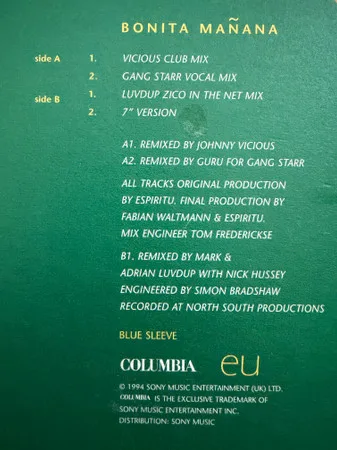 BONITA MAÑANA
side A 1. VICIOUS CLUB MIX
2. GANG STARR VOCAL MIX
side B 1. LUVDUP ZICO IN THE NET MIX
2. 7" VERSION
A1. REMIXED BY JOHNNY VICIOUS
A2. REMIXED BY GURU FOR GANG STARR
ALL TRACKS ORIGINAL PRODUCTION
BY ESPIRITU. FINAL PRODUCTION BY
FABIAN WALTMANN & ESPIRITU.
MIX ENGINEER TOM FREDERICKSE
B1. REMIXED BY MARK &
ADRIAN LUVDUP WITH NICK HUSSEY
ENGINEERED BY SIMON BRADSHAW
RECORDED AT NORTH SOUTH PRODUCTIONS
BLUE SLEEVE
COLUMBIA eu
© 1994 SONY MUSIC ENTERTAINMENT (UK) LTD.
COLUMBIA IS THE EXCLUSIVE TRADEMARK OF
SONY MUSIC ENTERTAINMENT INC.
DISTRIBUTION: SONY MUSIC